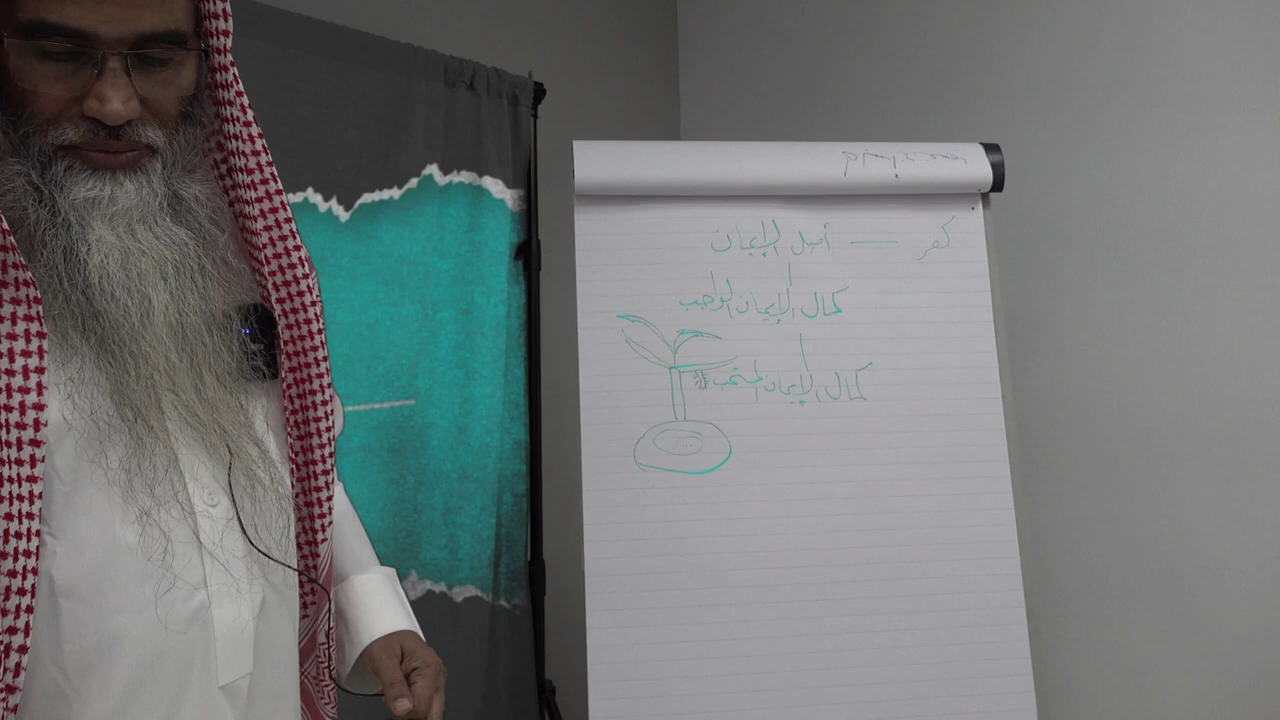 كفر — أصل الإيمان
كمال الإيمان الواجب
كمال الإيمان المستحب